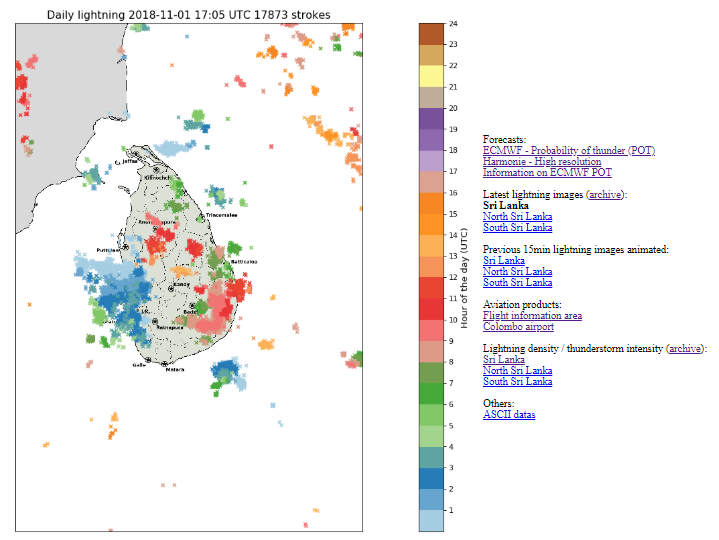 Daily lightning 2018-11-01 17:05 UTC 17873 strokes
Jaffna
Kilinochchi
Trincomalee
Puttalam
Batticaloa
Kandy
Ratnapura
Galle
Matara
24
23
22
21
20
19
18
17
16
15
14
13
12
11
10
9
8
7
6
5
4
3
2
1
Hour of the day (UTC)
Forecasts:
ECMWF - Probability of thunder (POT)
Harmonie - High resolution
Information on ECMWF POT
Latest lightning images (archive):
Sri Lanka
North Sri Lanka
South Sri Lanka
Previous 15min lightning images animated:
Sri Lanka
North Sri Lanka
South Sri Lanka
Aviation products:
Flight information area
Colombo airport
Lightning density / thunderstorm intensity (archive):
Sri Lanka
North Sri Lanka
South Sri Lanka
Others:
ASCII datas